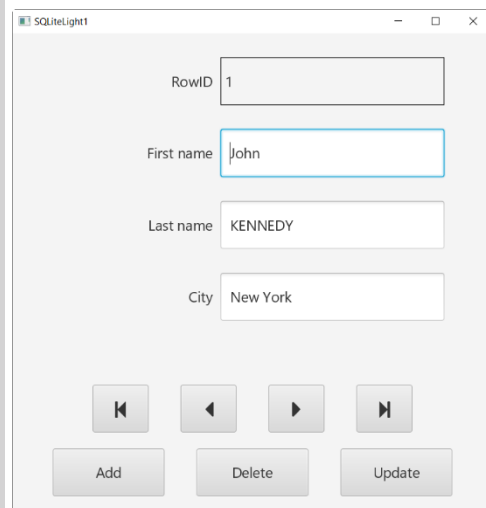 SQLiteLight1
RowID 1
First name John
Last name KENNEDY
City New York
Add Delete Update